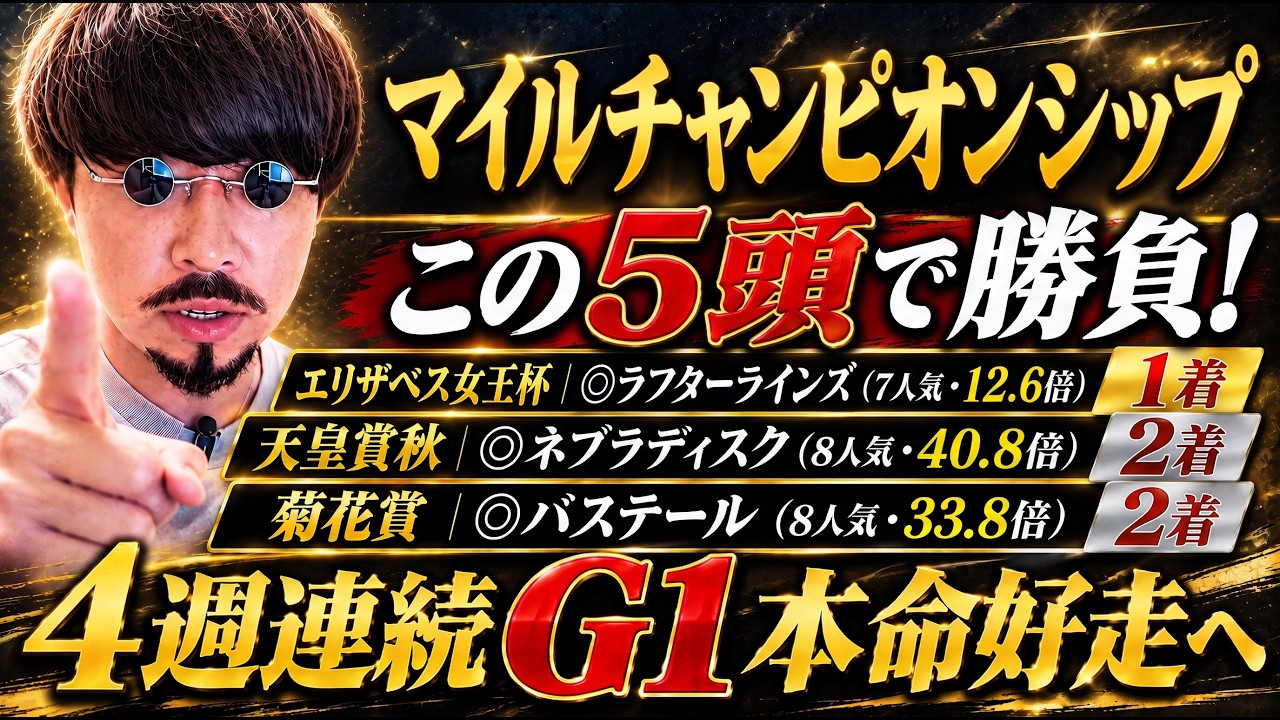 マイルチャンピオンシップ
この5頭で勝負!
エリザベス女王杯|◎ラフターラインズ(7人気・12.6倍) 1着
天皇賞秋|◎ネブラディスク(8人気・40.8倍) 2着
菊花賞|◎バステール(8人気・33.8倍) 2着
4週連続G1本命好走へ